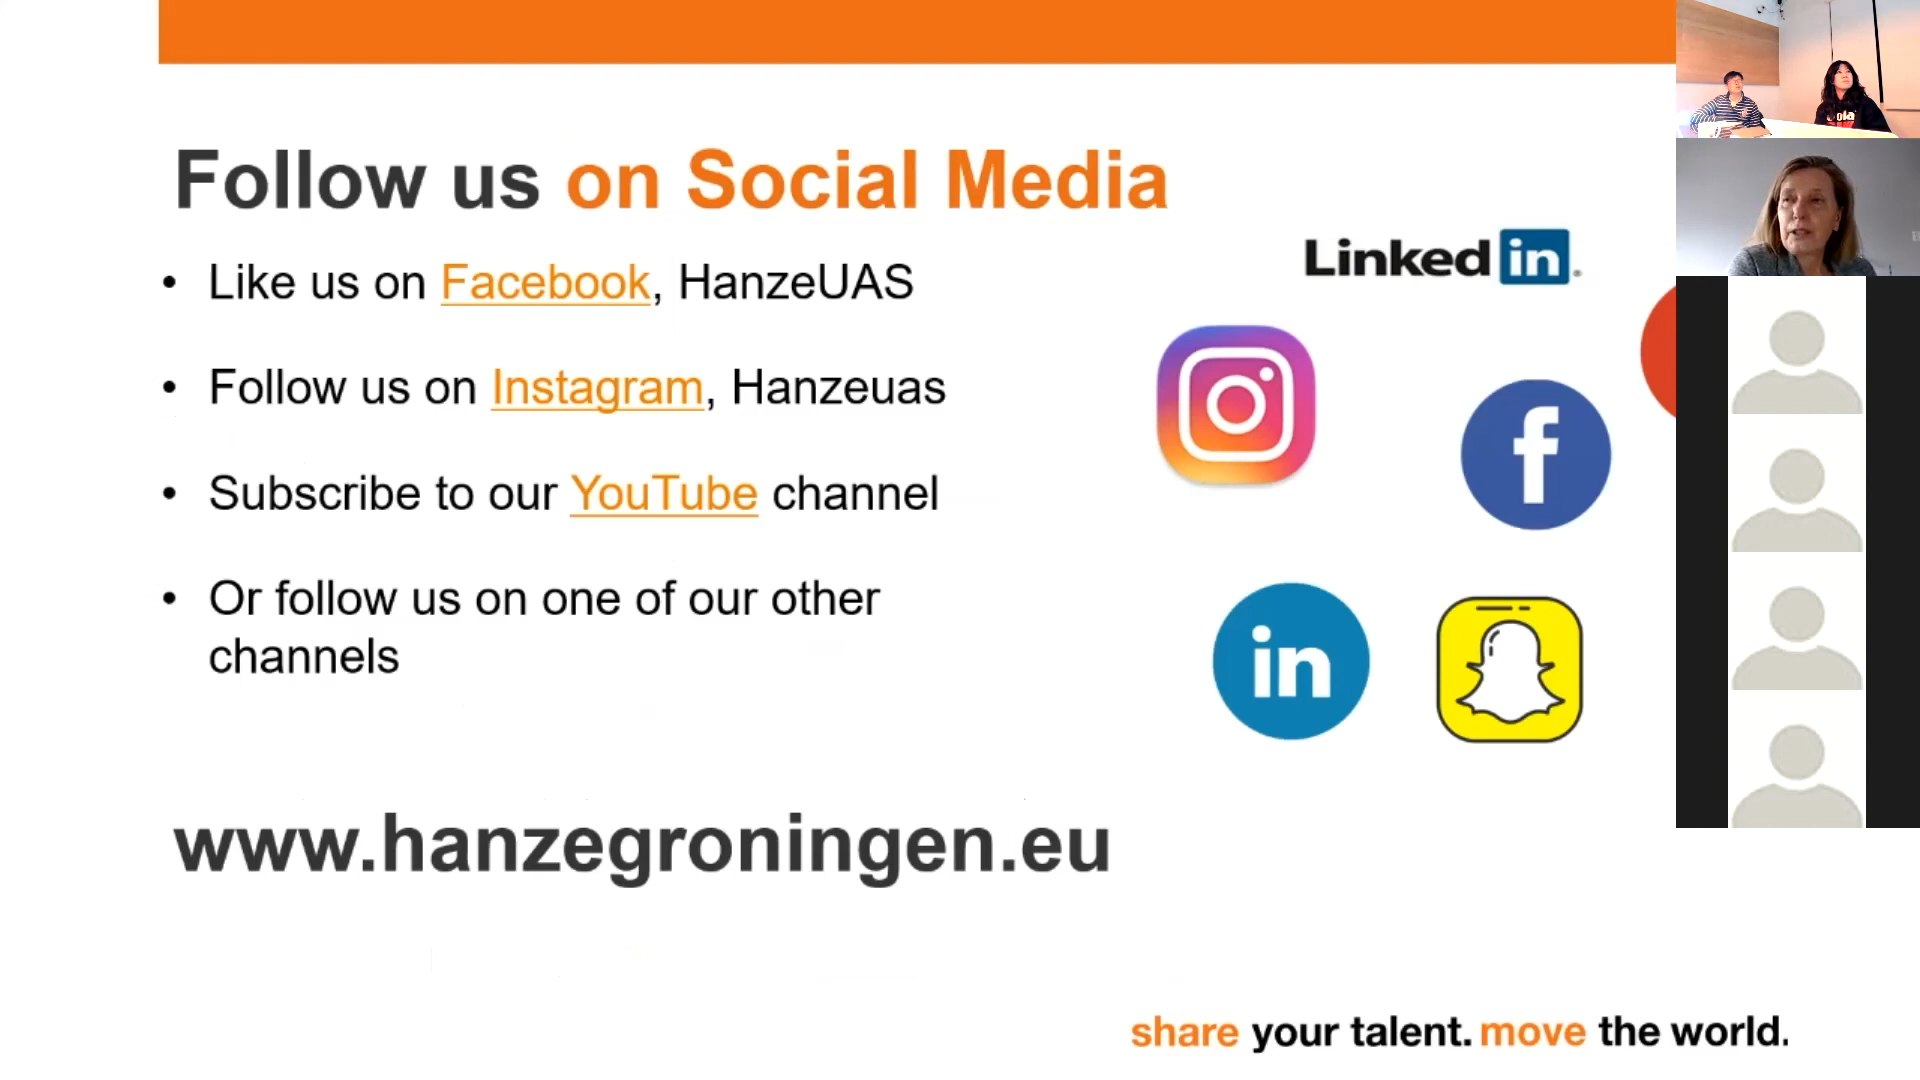 Follow us on Social Media
• Like us on Facebook, HanzeUAS
• Follow us on Instagram, Hanzeuas
• Subscribe to our YouTube channel
• Or follow us on one of our other
channels
Linked in
f
in
www.hanzegroningen.eu
share your talent. move the world.